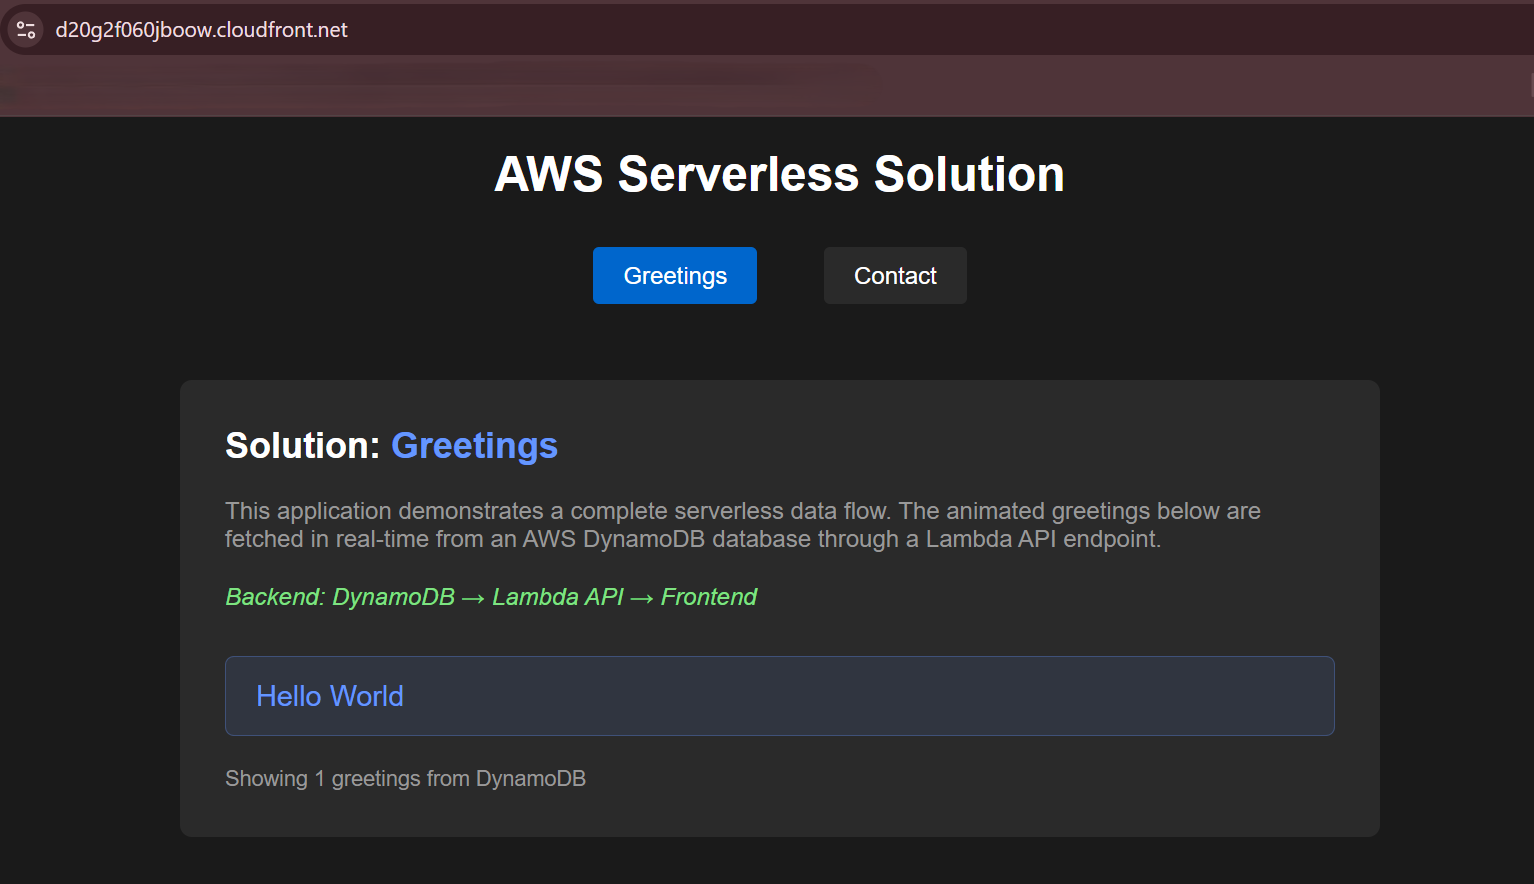 d20g2f060jboow.cloudfront.net
AWS Serverless Solution
Greetings
Contact
Solution: Greetings
This application demonstrates a complete serverless data flow. The animated greetings below are
fetched in real-time from an AWS DynamoDB database through a Lambda API endpoint.
Backend: DynamoDB → Lambda API → Frontend
Hello World
Showing 1 greetings from DynamoDB